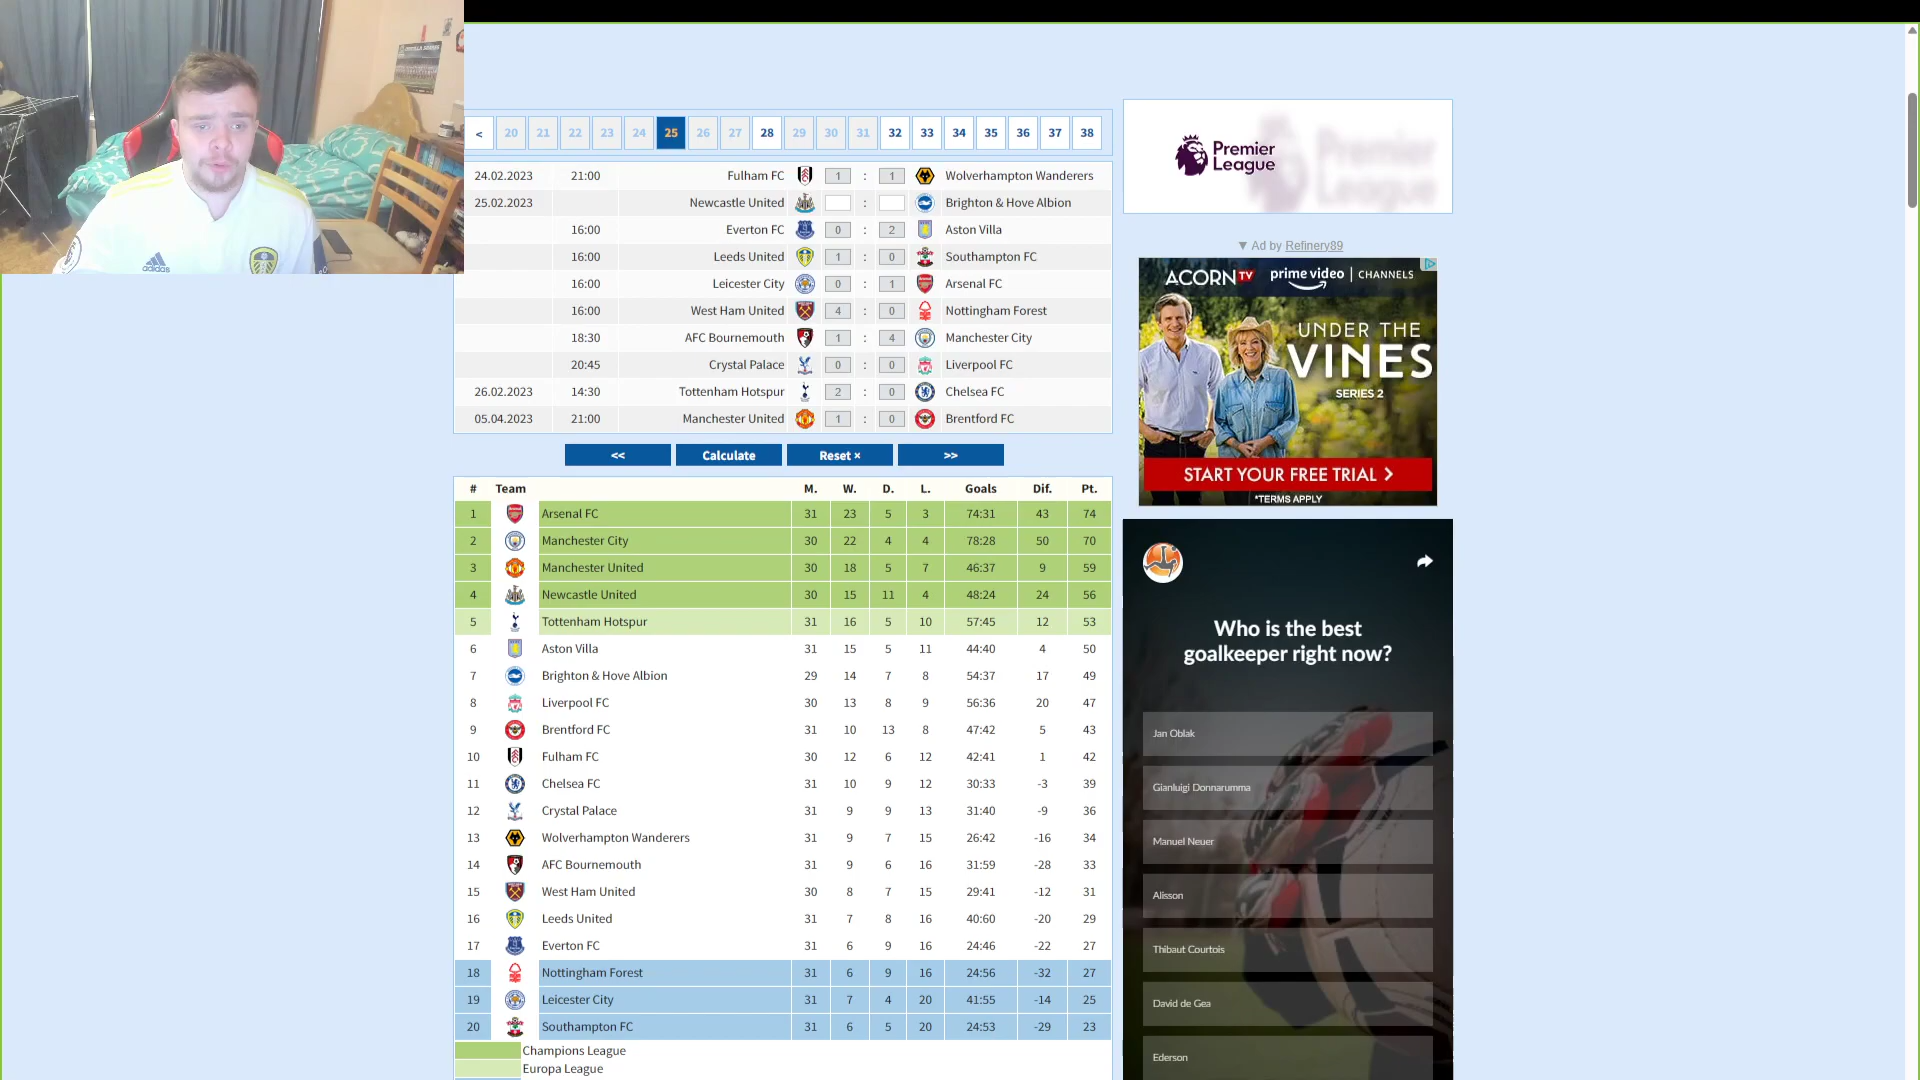 adidas
< 20 21 22 23 24 25 26 27 28 29 30 31 32 33 34 35 36 37 38
24.02.2023 21:00 Fulham FC 1 : 1 Wolverhampton Wanderers
25.02.2023 Newcastle United : Brighton & Hove Albion
16:00 Everton FC 0 : 2 Aston Villa
16:00 Leeds United 1 : 0 Southampton FC
16:00 Leicester City 0 : 1 Arsenal FC
16:00 West Ham United 4 : 0 Nottingham Forest
18:30 AFC Bournemouth 1 : 4 Manchester City
20:45 Crystal Palace 0 : 0 Liverpool FC
26.02.2023 14:30 Tottenham Hotspur 2 : 0 Chelsea FC
05.04.2023 21:00 Manchester United 1 : 0 Brentford FC
<< Calculate Reset × >>
# Team M. W. D. L. Goals Dif. Pt.
1 Arsenal FC 31 23 5 3 74:31 43 74
2 Manchester City 30 22 4 4 78:28 50 70
3 Manchester United 30 18 5 7 46:37 9 59
4 Newcastle United 30 15 11 4 48:24 24 56
5 Tottenham Hotspur 31 16 5 10 57:45 12 53
6 Aston Villa 31 15 5 11 44:40 4 50
7 Brighton & Hove Albion 29 14 7 8 54:37 17 49
8 Liverpool FC 30 13 8 9 56:36 20 47
9 Brentford FC 31 10 13 8 47:42 5 43
10 Fulham FC 30 12 6 12 42:41 1 42
11 Chelsea FC 31 10 9 12 30:33 -3 39
12 Crystal Palace 31 9 9 13 31:40 -9 36
13 Wolverhampton Wanderers 31 9 7 15 26:42 -16 34
14 AFC Bournemouth 31 9 6 16 31:59 -28 33
15 West Ham United 30 8 7 15 29:41 -12 31
16 Leeds United 31 7 8 16 40:60 -20 29
17 Everton FC 31 6 9 16 24:46 -22 27
18 Nottingham Forest 31 6 9 16 24:56 -32 27
19 Leicester City 31 7 4 20 41:55 -14 25
20 Southampton FC 31 6 5 20 24:53 -29 23
Champions League
Europa League
Premier
League
Premier
League
▼ Ad by Refinery89
ACORN TV prime video | CHANNELS
UNDER THE
VINES
SERIES 2
START YOUR FREE TRIAL >
*TERMS APPLY
Who is the best
goalkeeper right now?
Jan Oblak
Gianluigi Donnarumma
Manuel Neuer
Alisson
Thibaut Courtois
David de Gea
Ederson